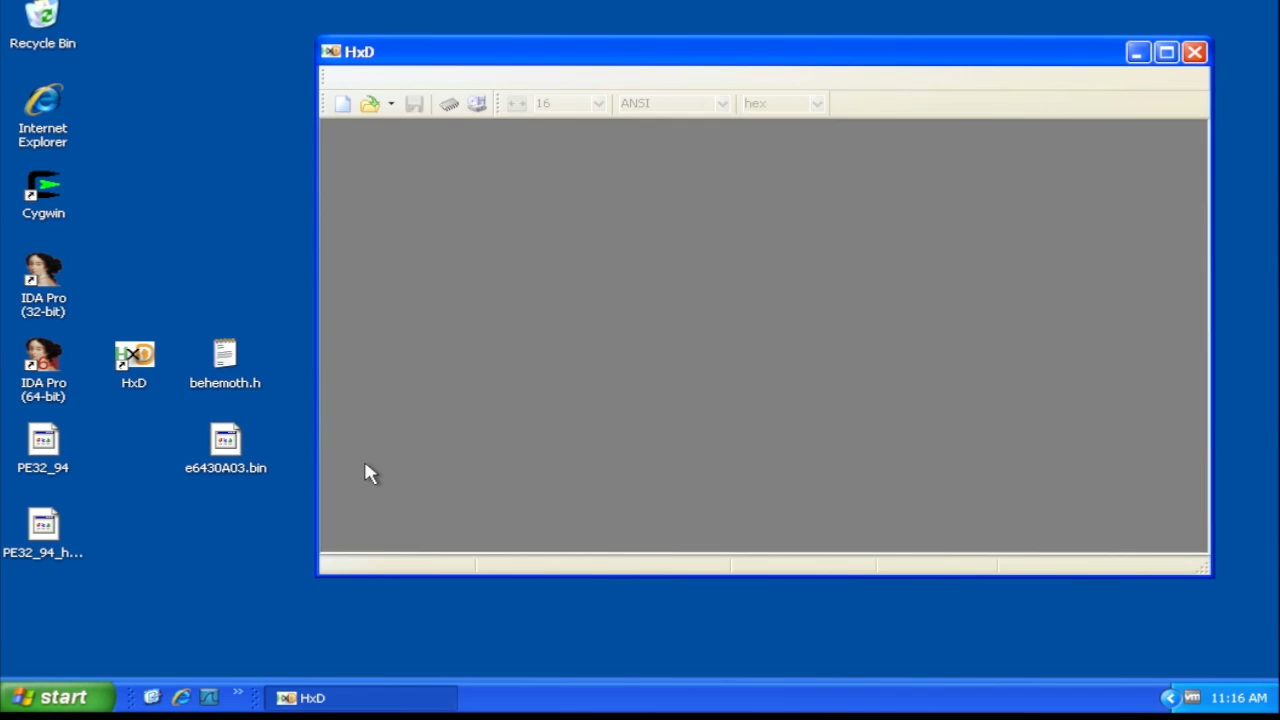 Recycle Bin
Internet
Explorer
Cygwin
IDA Pro
(32-bit)
IDA Pro
(64-bit)
HxD
behemoth.h
PE32_94
e6430A03.bin
PE32_94_h...
HxD
16
ANSI
hex
start
HxD
11:16 AM